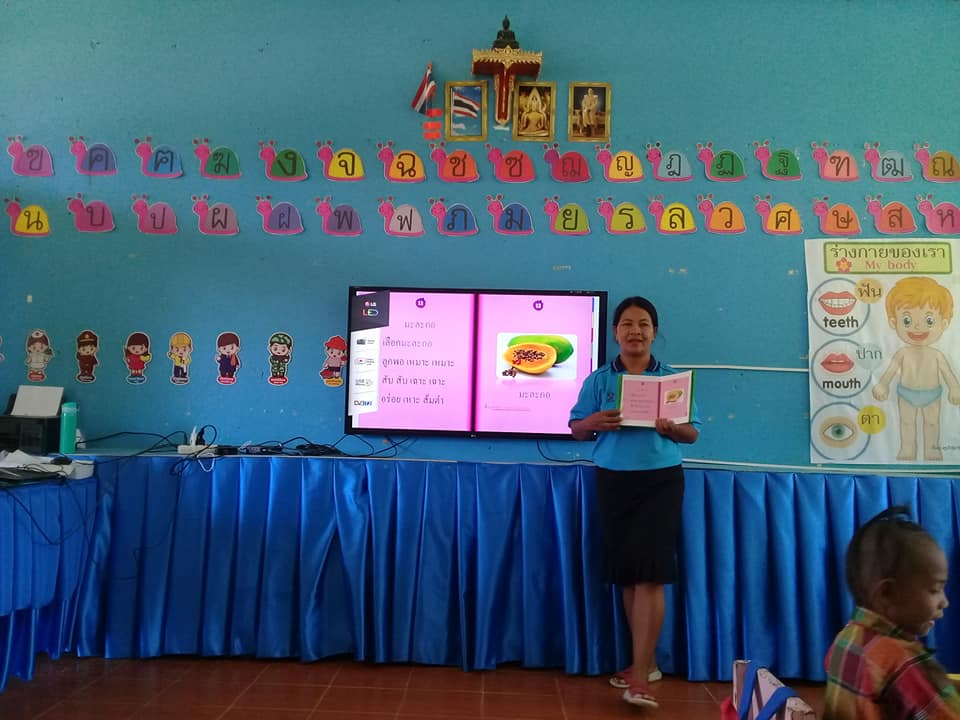 ข ค ฅ ฆ ง จ ฉ ช ซ ฌ ญ ฎ ฏ ฐ ฑ ฒ ณ
น บ ป ผ ฝ พ ฟ ภ ม ย ร ล ว ศ ษ ส ห
ร่างกายของเรา
My body
ฟัน
teeth
ปาก
mouth
ตา
LG
LED
13
มะละกอ
เลือกมะละกอ
ลูกพอ เหมาะ เหมาะ
สับ สับ เฉาะ เฉาะ
อร่อย เหาะ ส้มตำ
13
มะละกอ